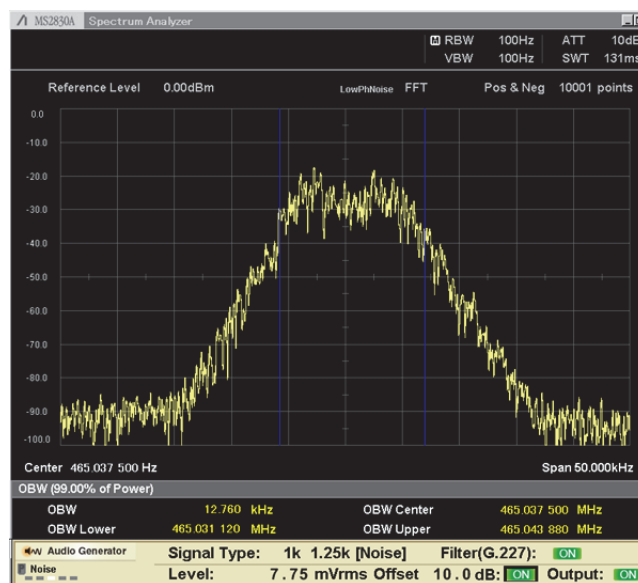 MS2830A Spectrum Analyzer
M RBW 100Hz ATT 10dB
VBW 100Hz SWT 131ms
Reference Level 0.00dBm LowPhNoise FFT Pos & Neg 10001 points
0.0
-10.0
-20.0
-30.0
-40.0
-50.0
-60.0
-70.0
-80.0
-90.0
-100.0
Center 465.037 500 Hz Span 50.000kHz
OBW (99.00% of Power)
OBW 12.760 kHz OBW Center 465.037 500 MHz
OBW Lower 465.031 120 MHz OBW Upper 465.043 880 MHz
Audio Generator Signal Type: 1k 1.25k [Noise] Filter(G.227): ON
Noise Level: 7.75 mVrms Offset 10.0 dB: ON Output: ON